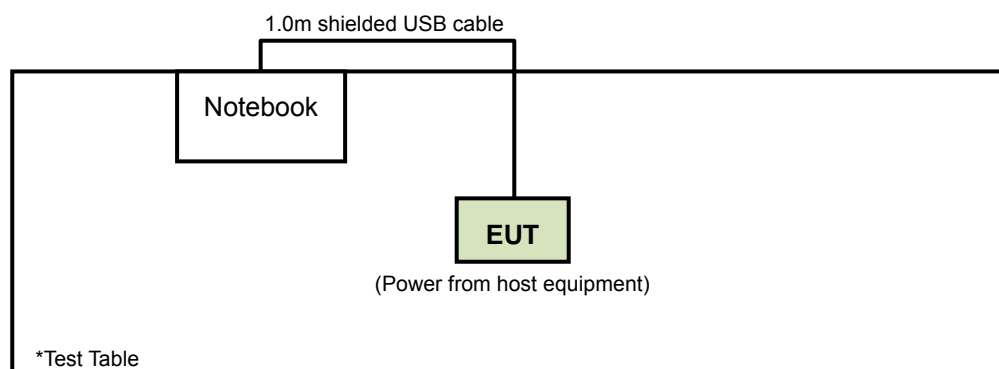 1.0m shielded USB cable
Notebook
EUT
(Power from host equipment)
*Test Table